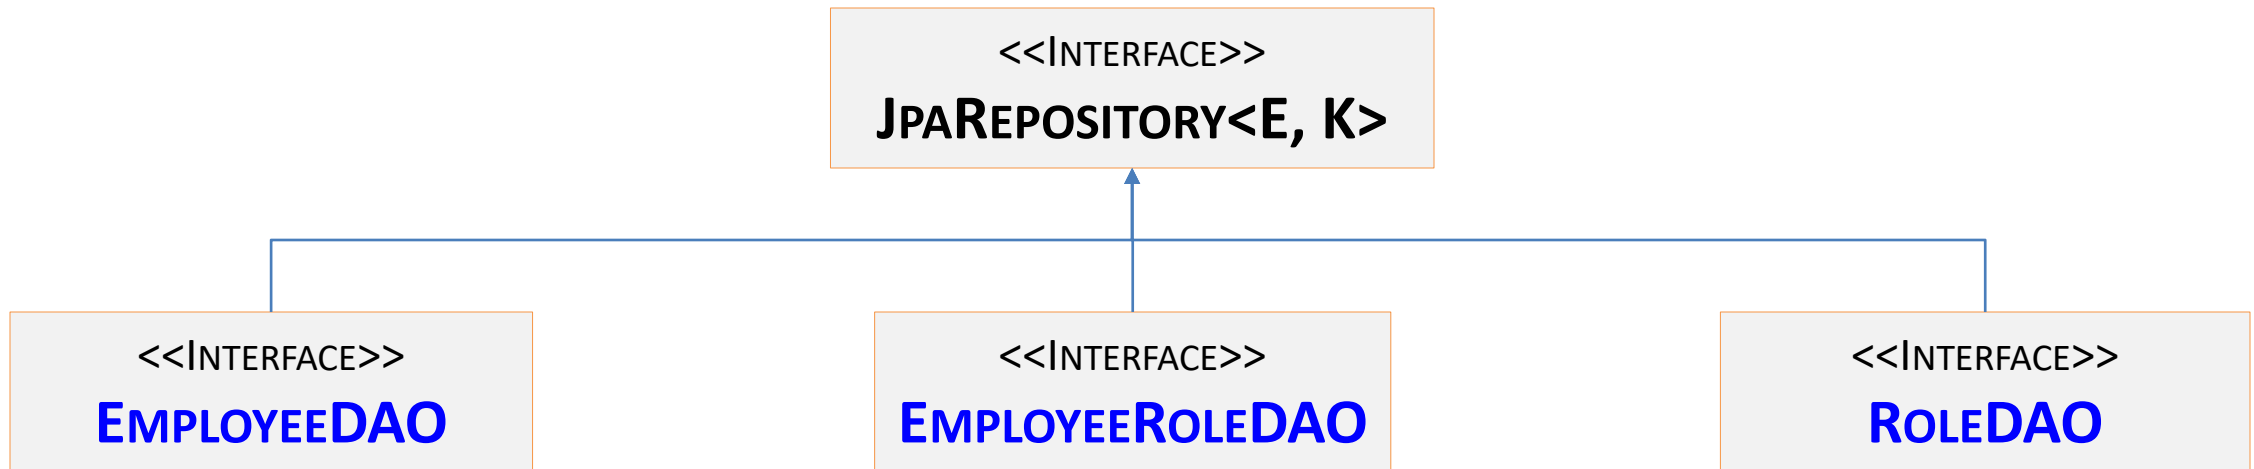 <<Interface>>
JpaRepository<E, K>
<<Interface>>
EmployeeDAO
<<Interface>>
EmployeeRoleDAO
<<Interface>>
RoleDAO